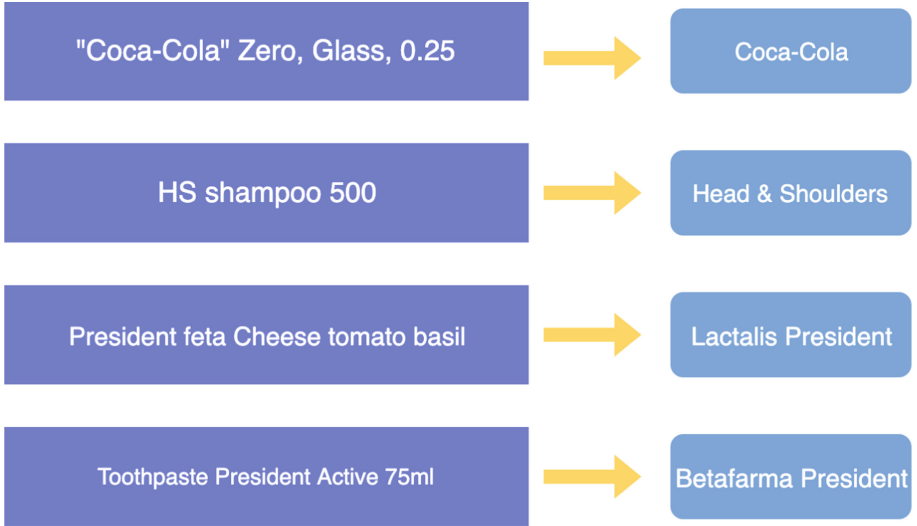 "Coca-Cola" Zero, Glass, 0.25
Coca-Cola
HS shampoo 500
Head & Shoulders
President feta Cheese tomato basil
Lactalis President
Toothpaste President Active 75ml
Betafarma President